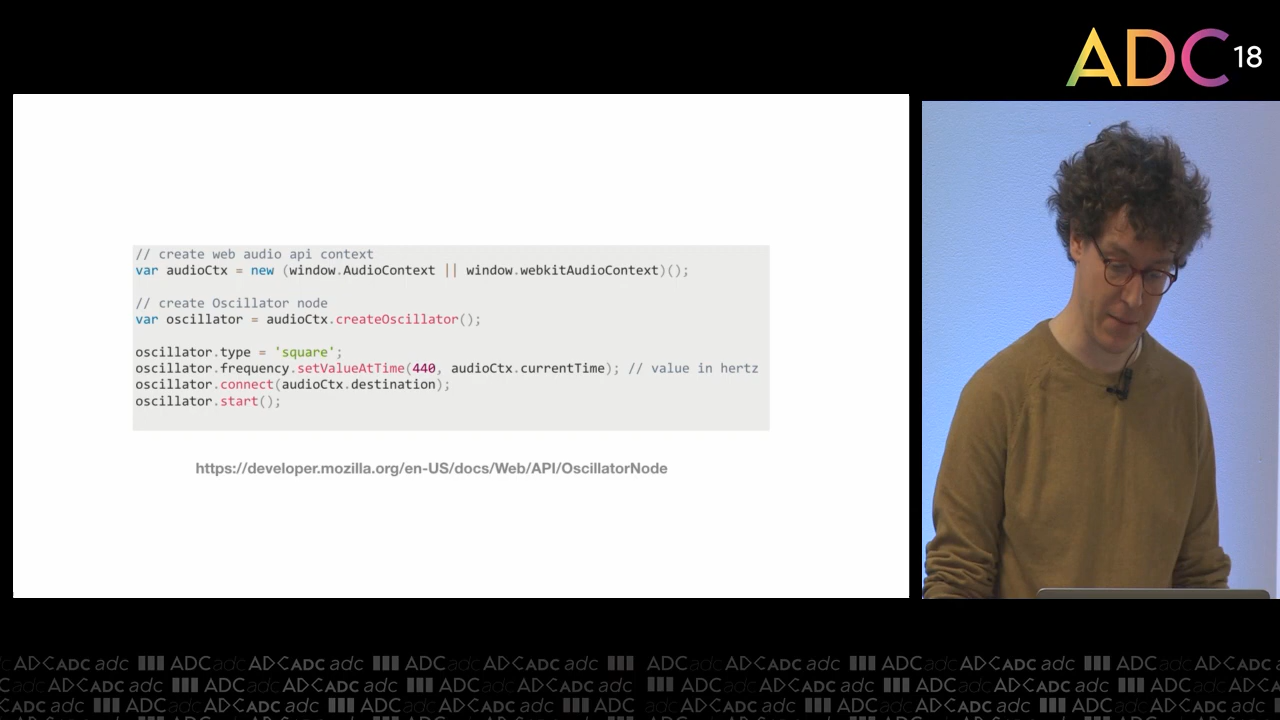 ADC 18
// create web audio api context
var audioCtx = new (window.AudioContext || window.webkitAudioContext)();
// create Oscillator node
var oscillator = audioCtx.createOscillator();
oscillator.type = 'square';
oscillator.frequency.setValueAtTime(440, audioCtx.currentTime); // value in hertz
oscillator.connect(audioCtx.destination);
oscillator.start();
https://developer.mozilla.org/en-US/docs/Web/API/OscillatorNode